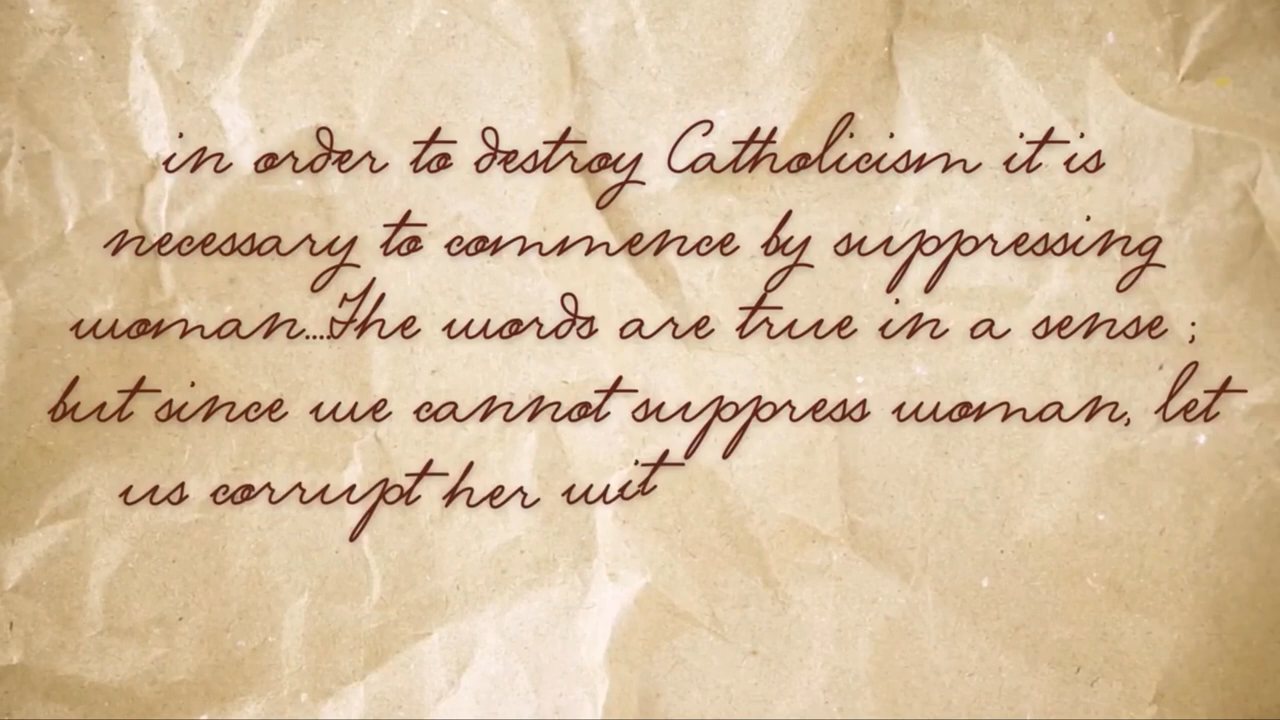 in order to destroy Catholicism it is
necessary to commence by suppressing
woman....The words are true in a sense ;
but since we cannot suppress woman, let
us corrupt her wit